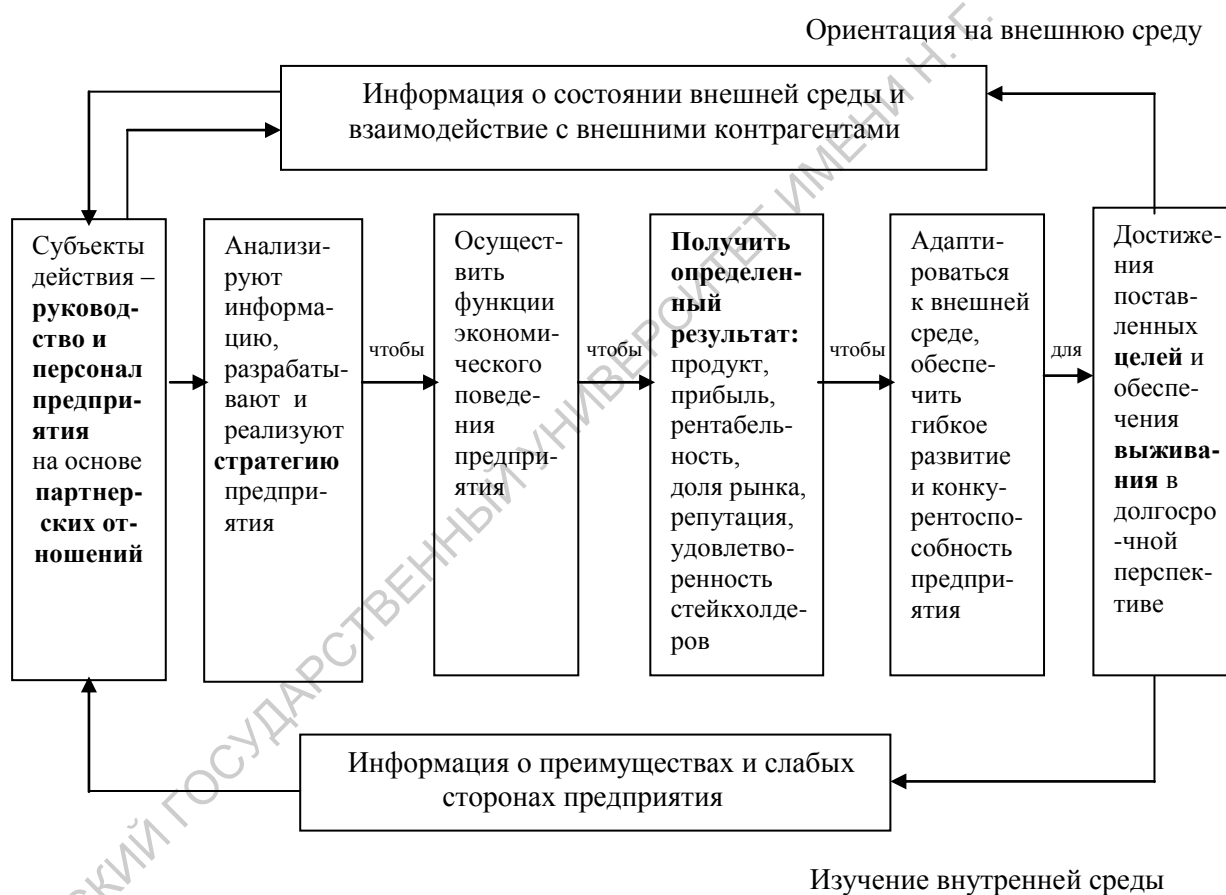 Ориентация на внешнюю среду
Информация о состоянии внешней среды и
взаимодействие с внешними контрагентами
Субъекты
действия –
руковод-
ство и
персонал
предпри-
ятия
на основе
партнер-
ских от-
ношений
Анализи-
руют
информа-
цию,
разрабаты-
вают и
реализуют
стратегию
предпри-
ятия
чтобы
Осущест-
вить
функции
экономи-
ческого
поведе-
ния
предпри-
ятия
чтобы
Получить
определен-
ный
результат:
продукт,
прибыль,
рентабель-
ность,
доля рынка,
репутация,
удовлетво-
ренность
стейкхолде-
ров
чтобы
Адапти-
роваться
к внешней
среде,
обеспе-
чить
гибкое
развитие
и конку-
рентоспо-
собность
предпри-
ятия
для
Достиже-
ния
постав-
ленных
целей и
обеспе-
чения
выжива-
ния в
долгосро
-чной
перспек-
тиве
Информация о преимуществах и слабых
сторонах предприятия
Изучение внутренней среды
СКИЙ ГОСУДАРСТВЕННЫЙ УНИВЕРСИТЕТ ИМЕНИ Н. Г.